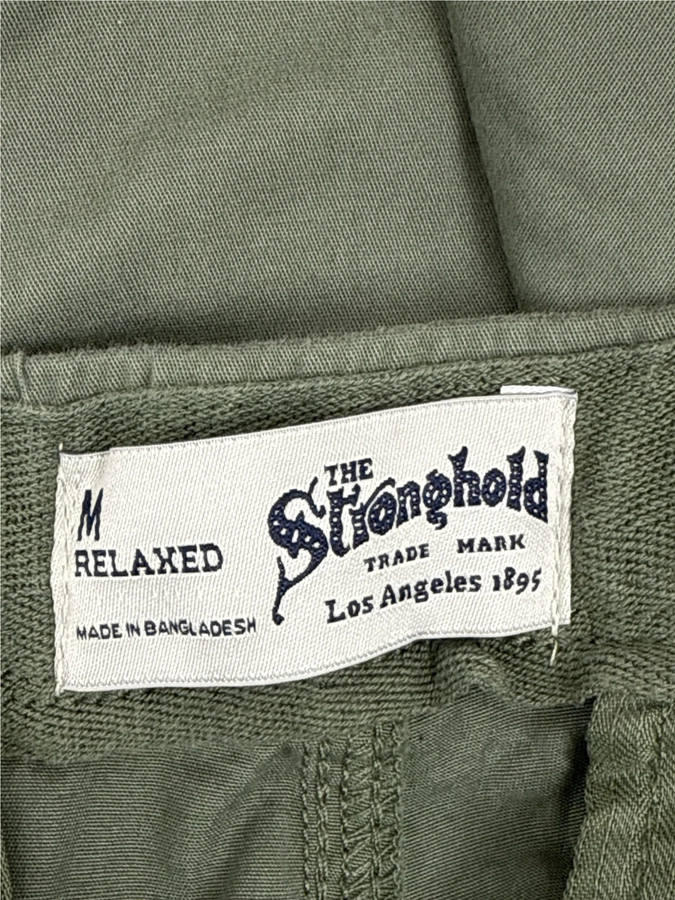 M
RELAXED
MADE IN BANGLADESH
THE
Stronghold
TRADE MARK
Los Angeles 1895